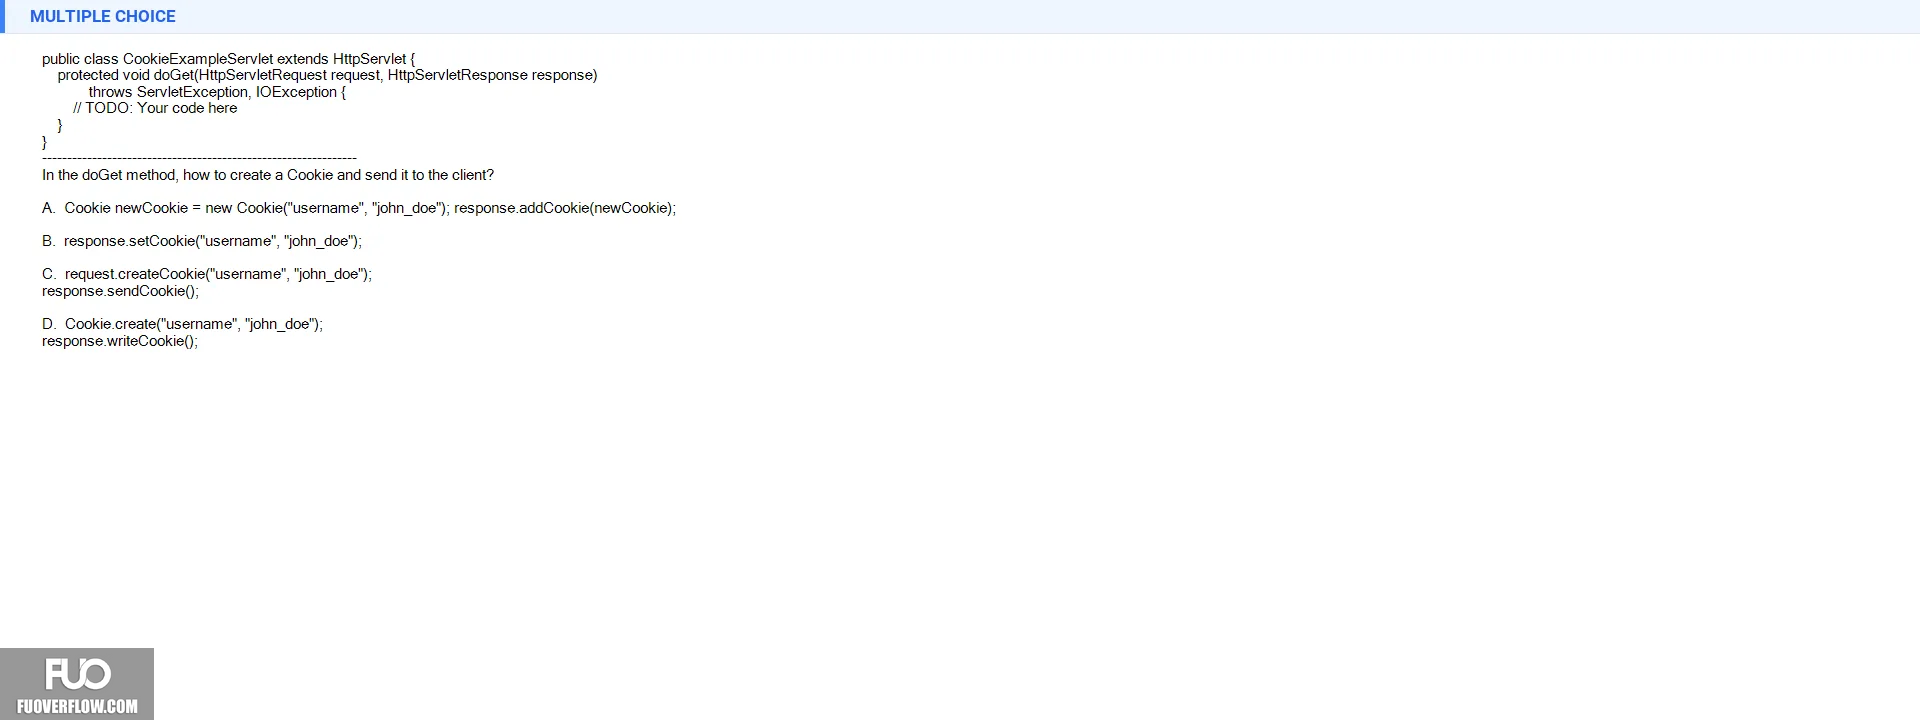 MULTIPLE CHOICE
public class CookieExampleServlet extends HttpServlet {
protected void doGet(HttpServletRequest request, HttpServletResponse response)
throws ServletException, IOException {
// TODO: Your code here
}
}
---------------------------------------------------------------
In the doGet method, how to create a Cookie and send it to the client?
A. Cookie newCookie = new Cookie("username", "john_doe"); response.addCookie(newCookie);
B. response.setCookie("username", "john_doe");
C. request.createCookie("username", "john_doe");
response.sendCookie();
D. Cookie.create("username", "john_doe");
response.writeCookie();
FUO
FUOVERFLOW.COM